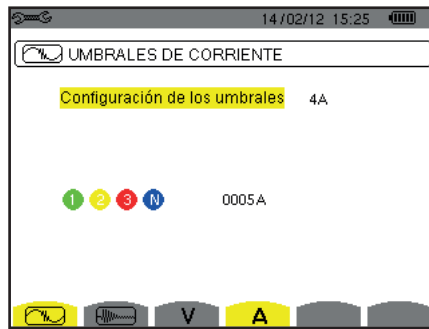 14/02/12 15:25
UMBRALES DE CORRIENTE
Configuración de los umbrales 4A
1 2 3 N 0005A
V A